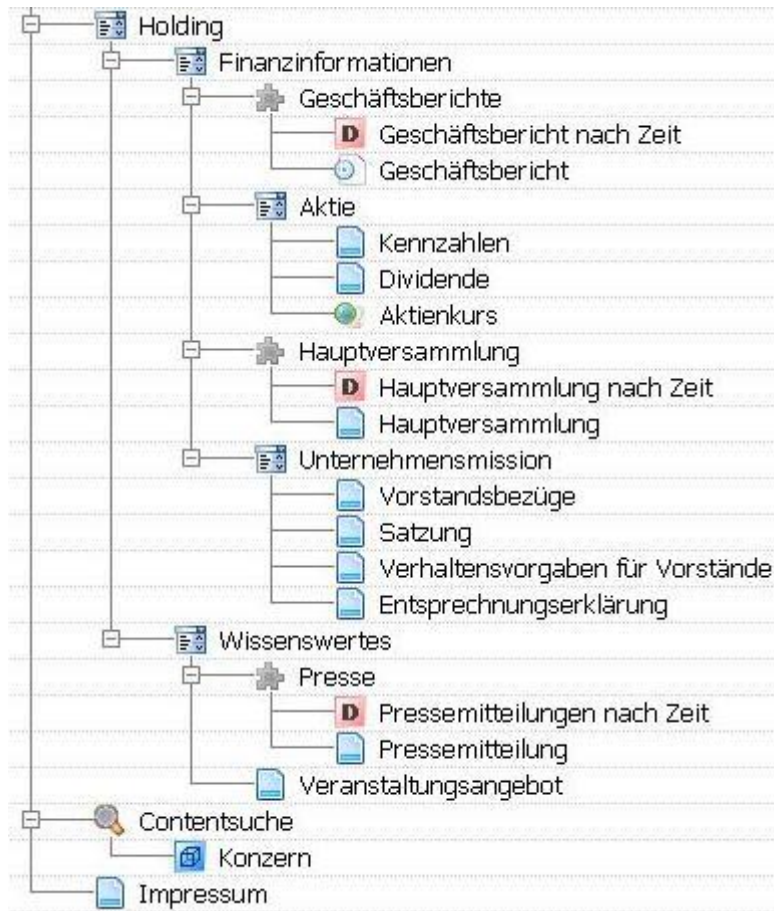 Holding
Finanzinformationen
Geschäftsberichte
D Geschäftsbericht nach Zeit
Geschäftsbericht
Aktie
Kennzahlen
Dividende
Aktienkurs
Hauptversammlung
D Hauptversammlung nach Zeit
Hauptversammlung
Unternehmensmission
Vorstandsbezüge
Satzung
Verhaltensvorgaben für Vorstände
Entsprechnungserklärung
Wissenswertes
Presse
D Pressemitteilungen nach Zeit
Pressemitteilung
Veranstaltungsangebot
Contentsuche
Konzern
Impressum